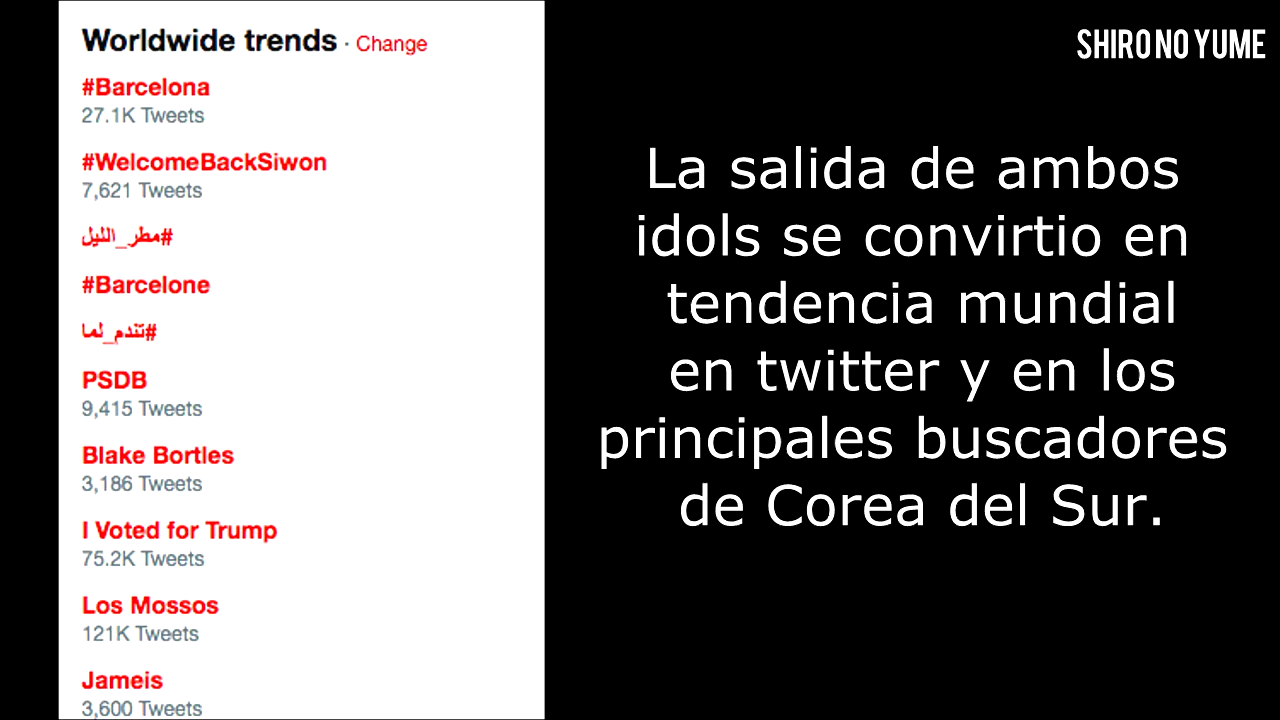 Worldwide trends · Change
#Barcelona
27.1K Tweets
#WelcomeBackSiwon
7,621 Tweets
#مطر_الليل
#Barcelone
#تندم_لما
PSDB
9,415 Tweets
Blake Bortles
3,186 Tweets
I Voted for Trump
75.2K Tweets
Los Mossos
121K Tweets
Jameis
3,600 Tweets
SHIRO NO YUME
La salida de ambos
idols se convirtio en
tendencia mundial
en twitter y en los
principales buscadores
de Corea del Sur.